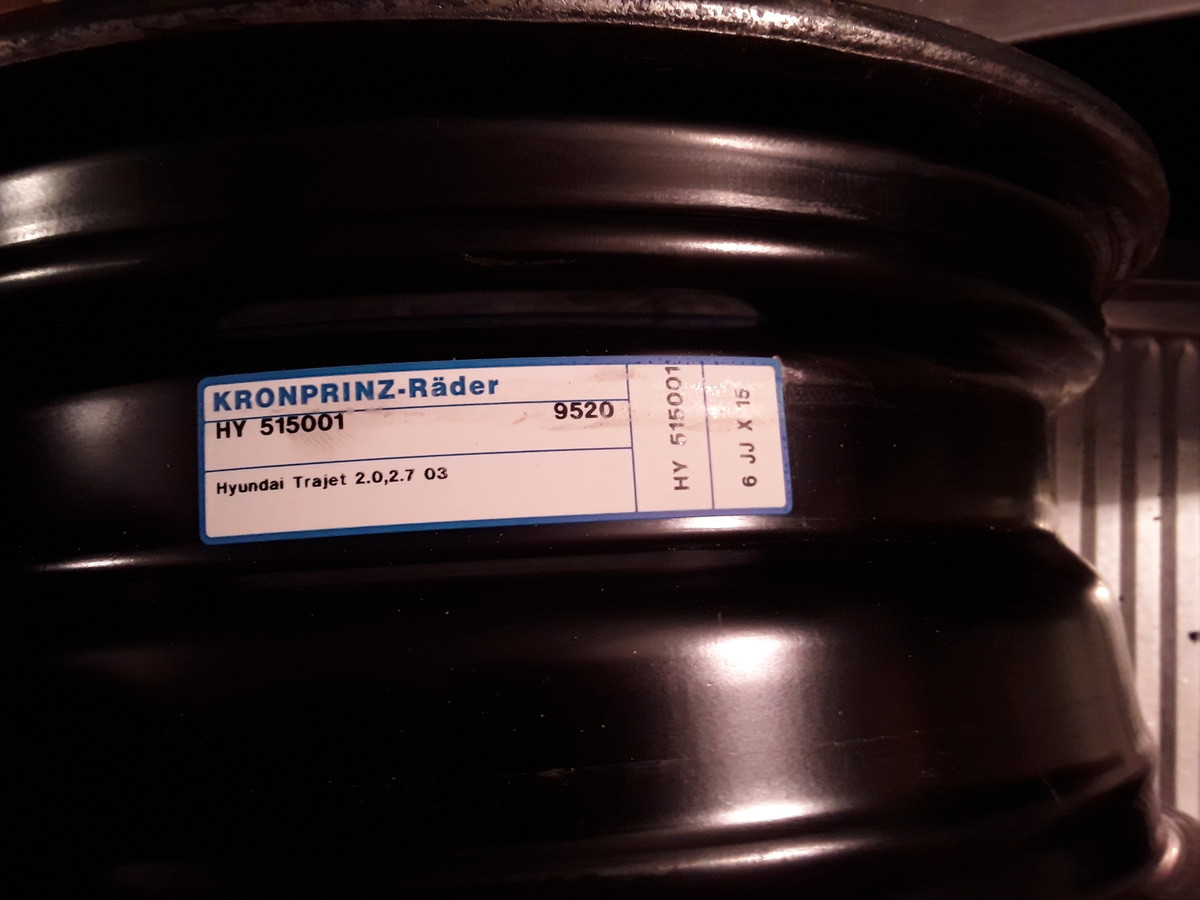 KRONPRINZ-Räder
HY 515001 9520
Hyundai Trajet 2.0,2.7 03
HY 515001
6 JJ X 15